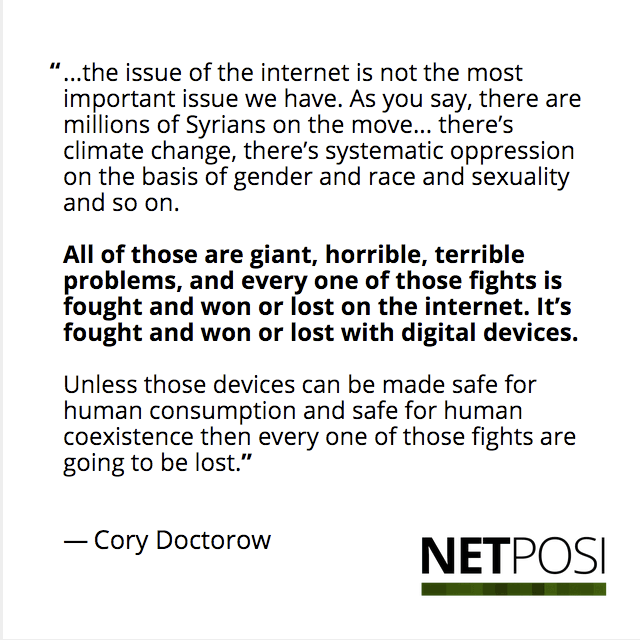 “...the issue of the internet is not the most
important issue we have. As you say, there are
millions of Syrians on the move... there’s
climate change, there’s systematic oppression
on the basis of gender and race and sexuality
and so on.
All of those are giant, horrible, terrible
problems, and every one of those fights is
fought and won or lost on the internet. It’s
fought and won or lost with digital devices.
Unless those devices can be made safe for
human consumption and safe for human
coexistence then every one of those fights are
going to be lost.”
— Cory Doctorow
NETPOSI